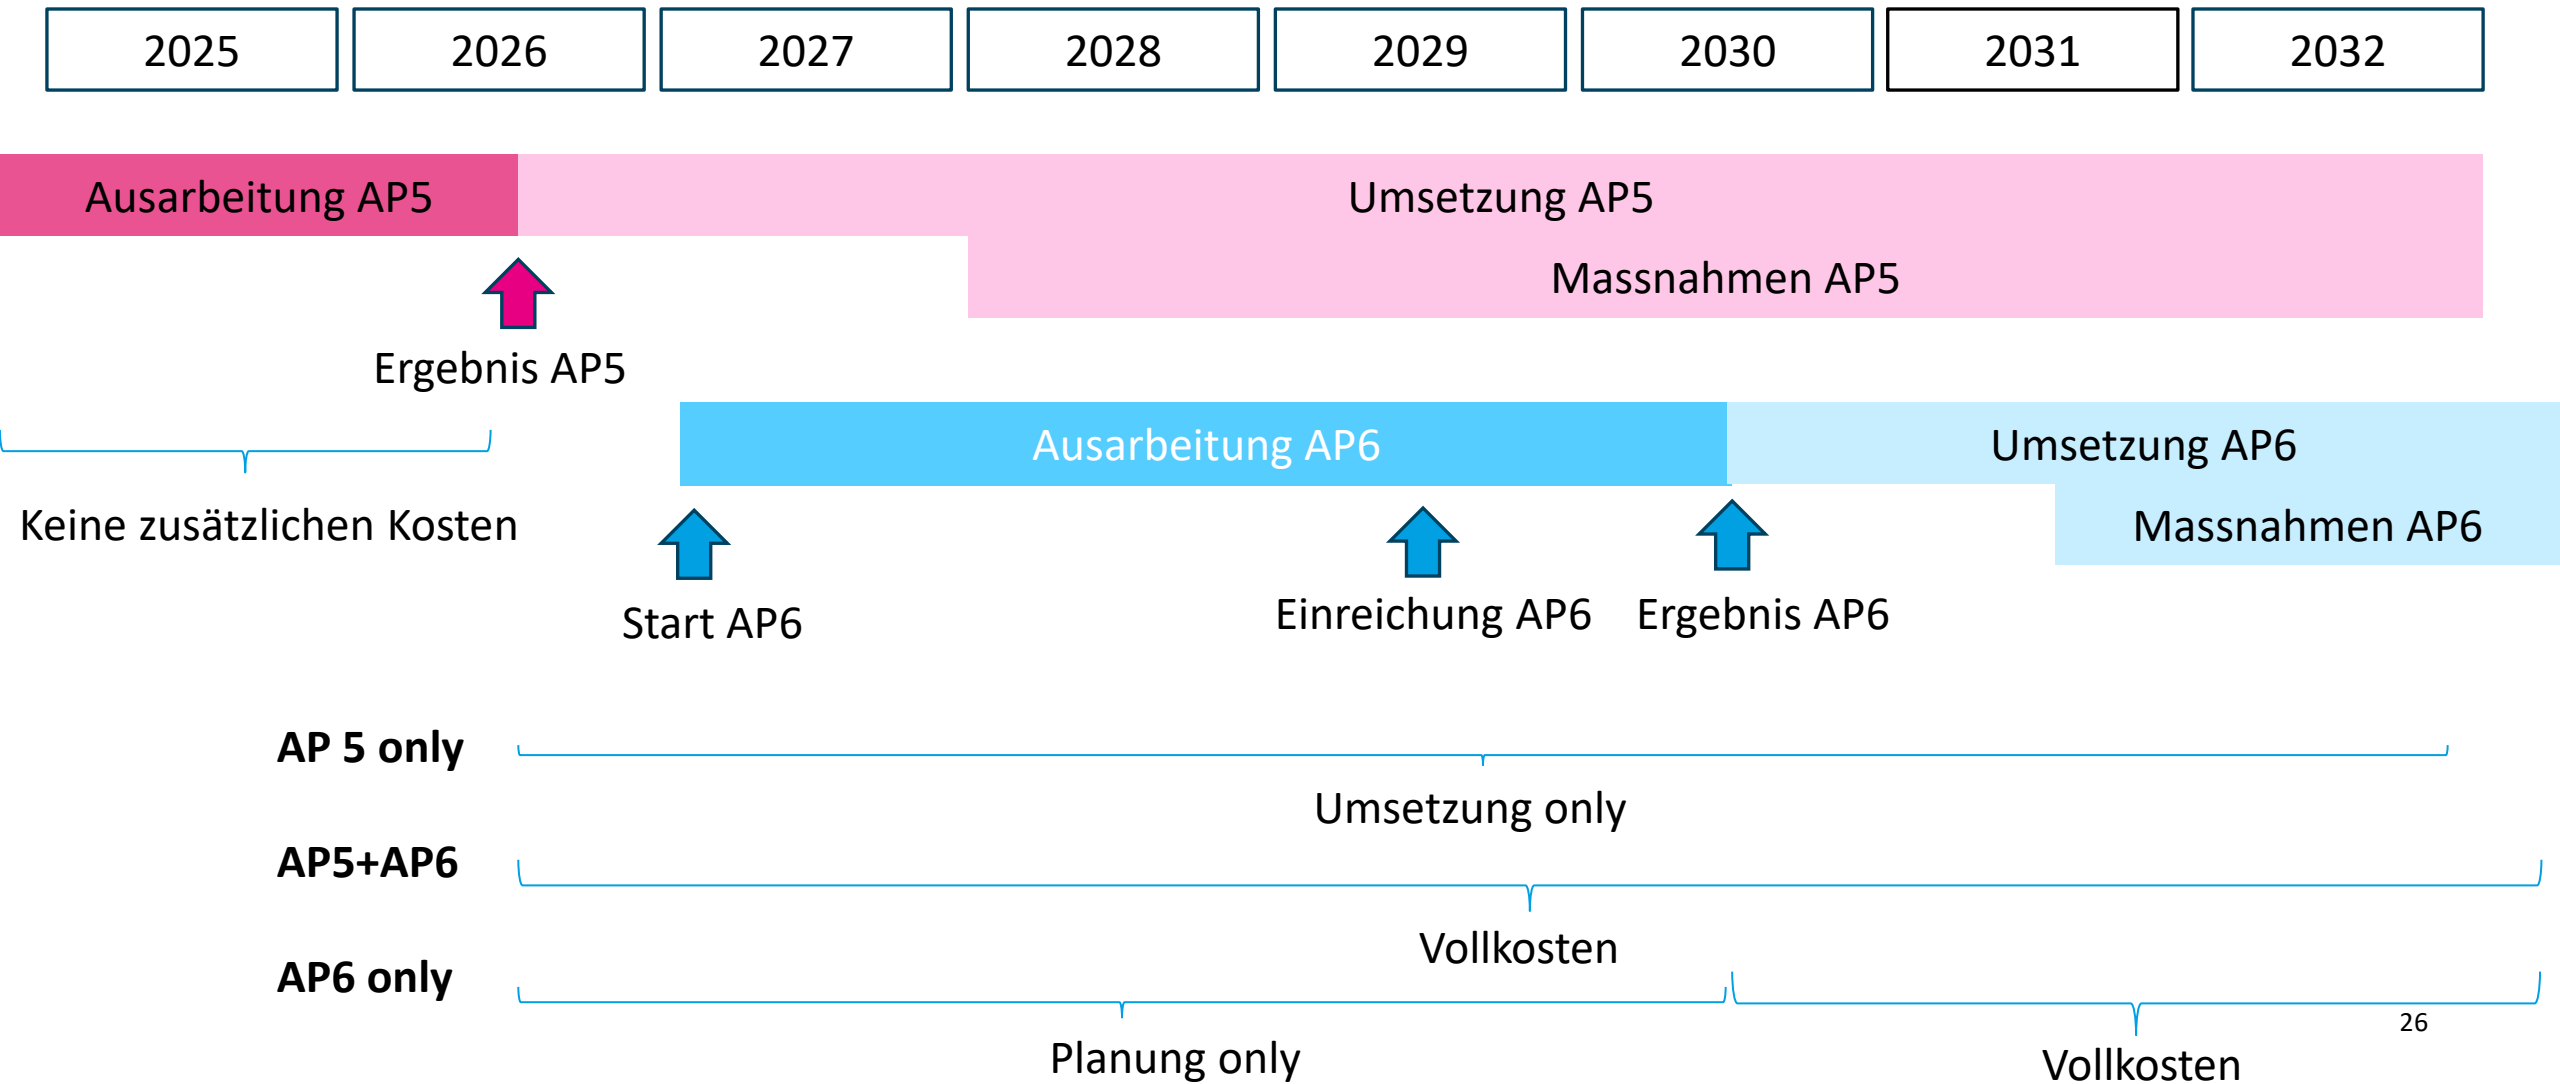 2025 2026 2027 2028 2029 2030 2031 2032
Ausarbeitung AP5 Umsetzung AP5
Massnahmen AP5
Ergebnis AP5
Ausarbeitung AP6 Umsetzung AP6
Keine zusätzlichen Kosten Massnahmen AP6
Start AP6 Einreichung AP6 Ergebnis AP6
AP 5 only
Umsetzung only
AP5+AP6
Vollkosten
AP6 only
26
Planung only Vollkosten